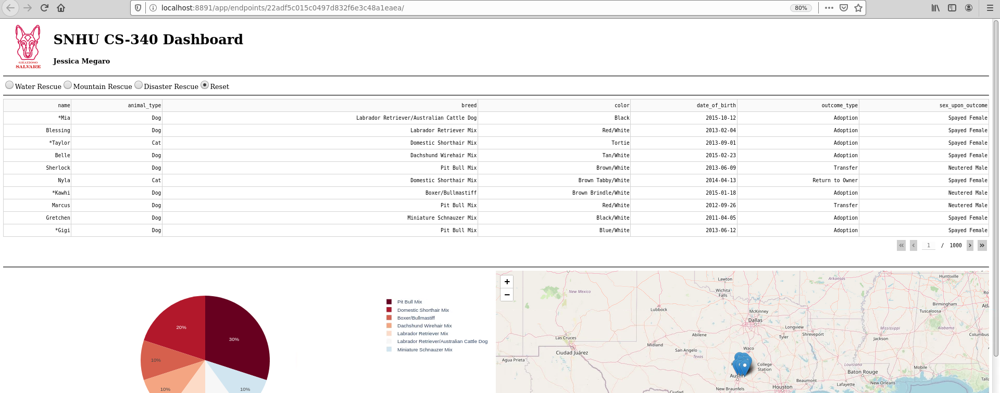 localhost:8891/app/endpoints/22adf5c015c0497d832f6e3c48a1eaea/ 80%
SNHU CS-340 Dashboard
Jessica Megaro
GRAZIOSO
SALVARE
Water Rescue Mountain Rescue Disaster Rescue Reset
name animal_type breed color date_of_birth outcome_type sex_upon_outcome
*Mia Dog Labrador Retriever/Australian Cattle Dog Black 2015-10-12 Adoption Spayed Female
Blessing Dog Labrador Retriever Mix Red/White 2013-02-04 Adoption Spayed Female
*Taylor Cat Domestic Shorthair Mix Tortie 2013-09-01 Adoption Spayed Female
Belle Dog Dachshund Wirehair Mix Tan/White 2015-02-23 Adoption Spayed Female
Sherlock Dog Pit Bull Mix Brown/White 2013-06-09 Transfer Neutered Male
Nyla Cat Domestic Shorthair Mix Brown Tabby/White 2014-04-13 Return to Owner Spayed Female
*Kawhi Dog Boxer/Bullmastiff Brown Brindle/White 2015-01-18 Adoption Neutered Male
Marcus Dog Pit Bull Mix Red/White 2012-09-26 Transfer Neutered Male
Gretchen Dog Miniature Schnauzer Mix Black/White 2011-04-05 Adoption Spayed Female
*Gigi Dog Pit Bull Mix Blue/White 2013-06-12 Adoption Spayed Female
« ‹ 1 / 1000 › »
20%
30%
10%
10%
10%
Pit Bull Mix
Domestic Shorthair Mix
Boxer/Bullmastiff
Dachshund Wirehair Mix
Labrador Retriever Mix
Labrador Retriever/Australian Cattle Dog
Miniature Schnauzer Mix
+
−
New Mexico
Lawton
Wichita
Falls
Arkansas
Huntsville
Ro
Birmingham
Atl
Tuscaloosa
Lubbock
McKinney
Dallas
Longview
Shreveport
Tyler
Abilene
Mississippi
Alabama
Columbus
Jackson
Las Cruces
Ciudad Juárez
Midland
San Angelo
Texas
Waco
Agua Prieta
College
Station
Austin
Louisiana
Baton Rouge
Mobile
Beaumont
Lafayette
New Orleans
Talla
New Braunfels
Houston
Ciudad